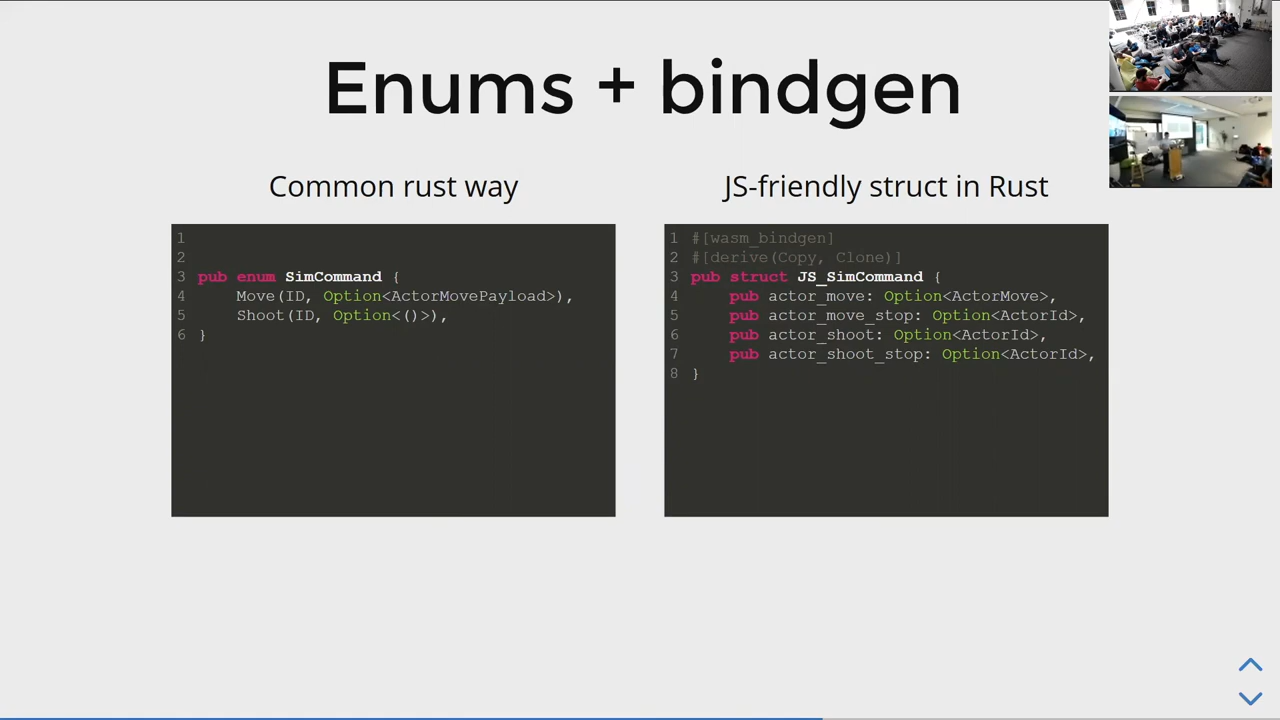 Enums + bindgen
Common rust way
1
2
3 pub enum SimCommand {
4 Move(ID, Option<ActorMovePayload>),
5 Shoot(ID, Option<()>),
6 }
JS-friendly struct in Rust
1 #[wasm_bindgen]
2 #[derive(Copy, Clone)]
3 pub struct JS_SimCommand {
4 pub actor_move: Option<ActorMove>,
5 pub actor_move_stop: Option<ActorId>,
6 pub actor_shoot: Option<ActorId>,
7 pub actor_shoot_stop: Option<ActorId>,
8 }